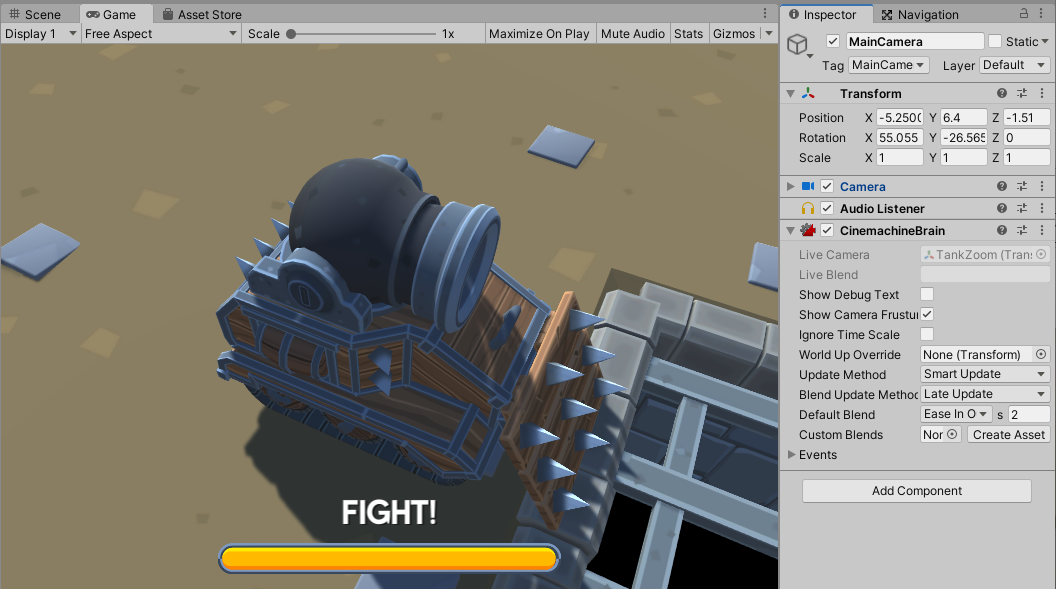 Scene Game Asset Store
Display 1 Free Aspect Scale 1x Maximize On Play Mute Audio Stats Gizmos
FIGHT!
Inspector Navigation
MainCamera Static
Tag MainCame Layer Default
Transform
Position X -5.250( Y 6.4 Z -1.51
Rotation X 55.055 Y -26.565 Z 0
Scale X 1 Y 1 Z 1
Camera
Audio Listener
CinemachineBrain
Live Camera TankZoom (Tran:
Live Blend
Show Debug Text
Show Camera Frustur
Ignore Time Scale
World Up Override None (Transform)
Update Method Smart Update
Blend Update Method Late Update
Default Blend Ease In O s 2
Custom Blends Nor Create Asset
Events
Add Component